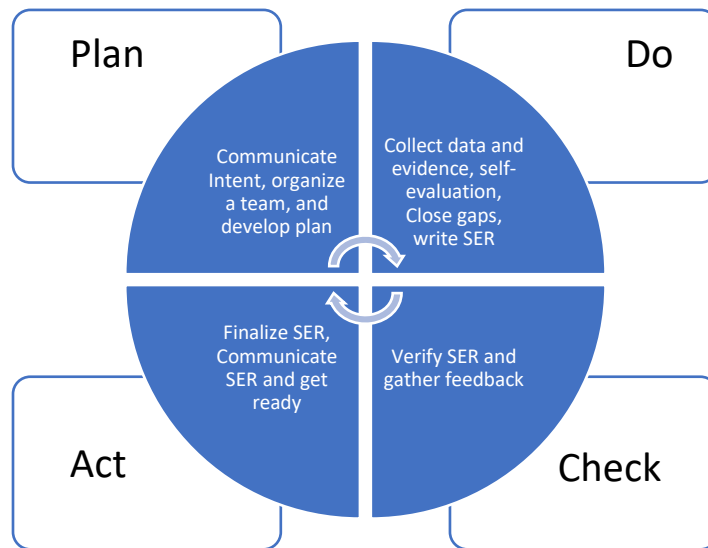 Plan
Do
Communicate
Intent, organize
a team, and
develop plan
Collect data and
evidence, self-
evaluation,
Close gaps,
write SER
Finalize SER,
Communicate
SER and get
ready
Verify SER and
gather feedback
Act
Check